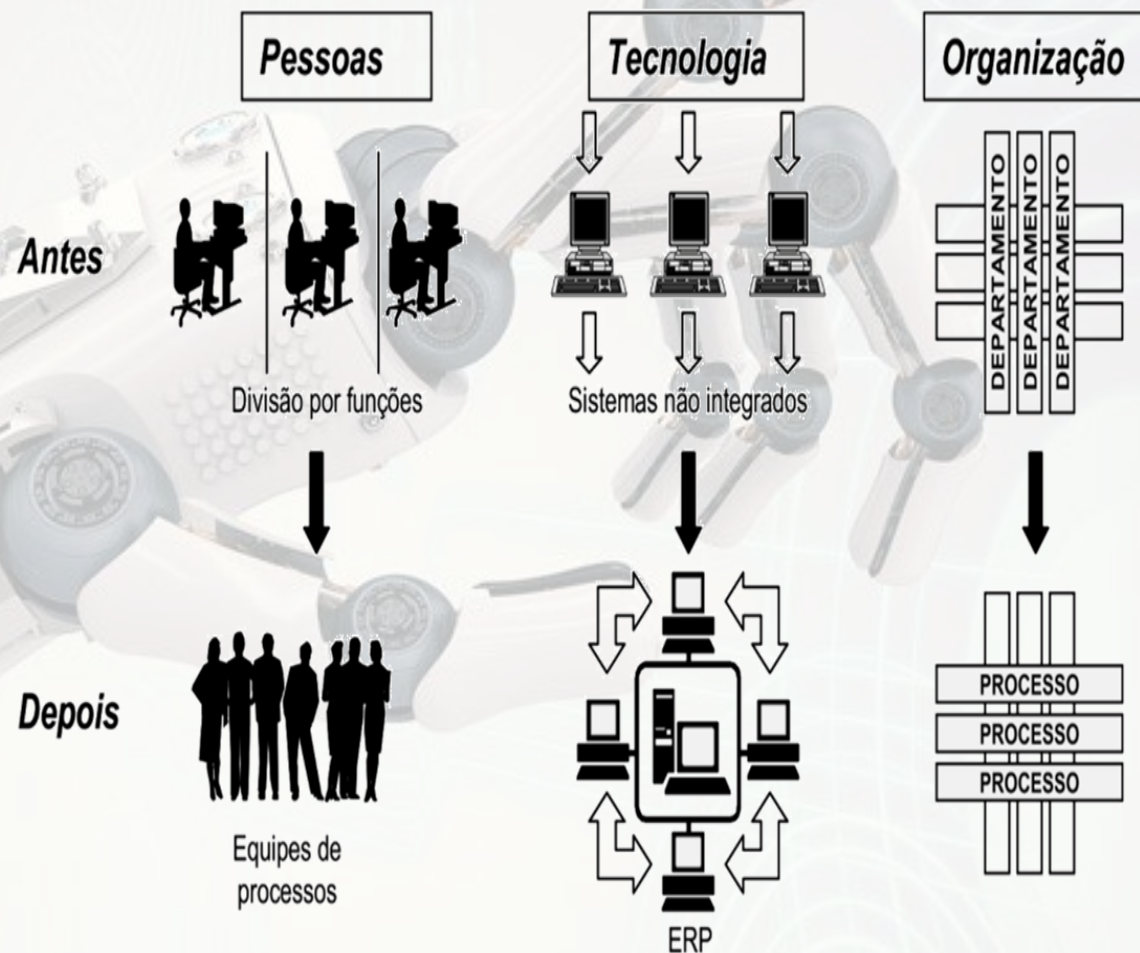 Pessoas
Tecnologia
Organização
Antes
DEPARTAMENTO
DEPARTAMENTO
DEPARTAMENTO
Divisão por funções
Sistemas não integrados
Depois
PROCESSO
PROCESSO
PROCESSO
Equipes de
processos
ERP